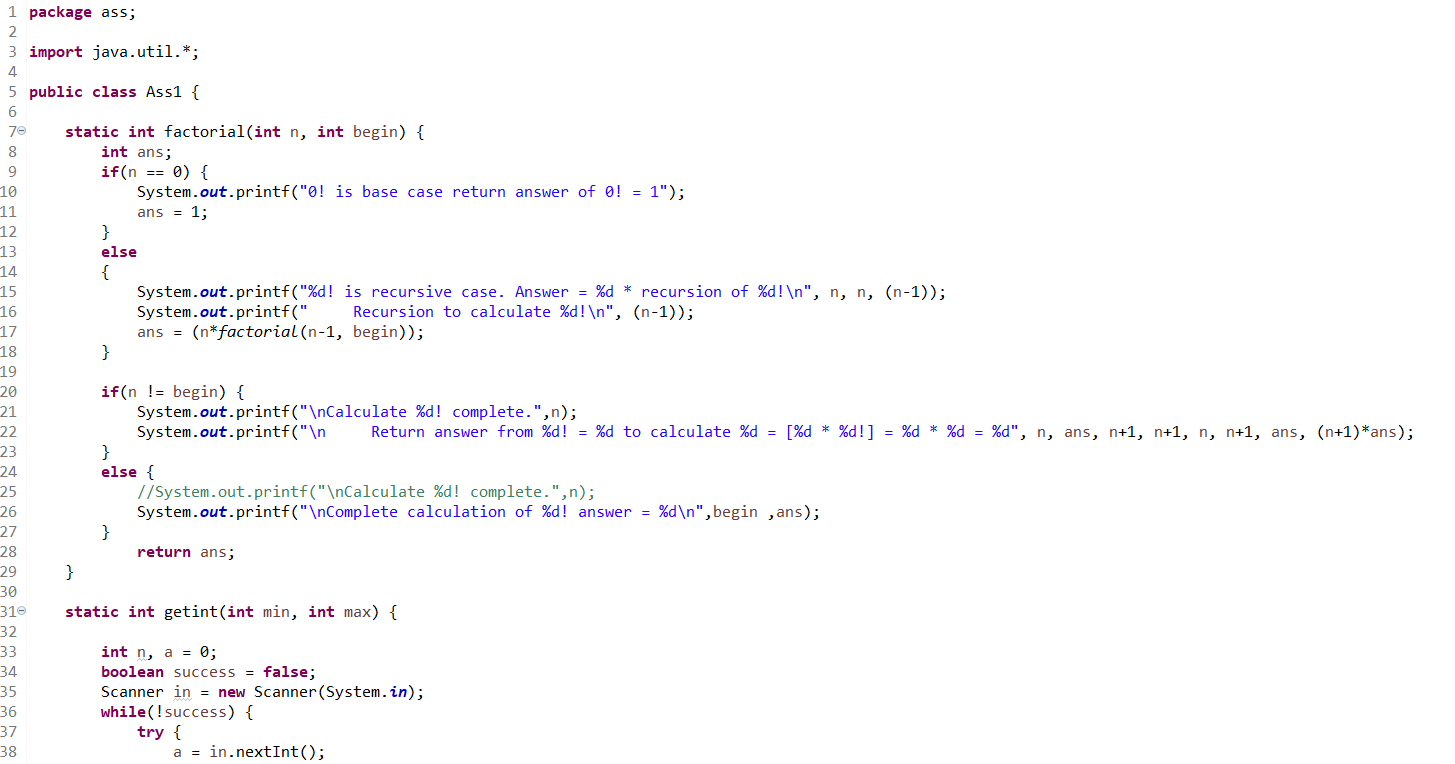 1 package ass;
2
3 import java.util.*;
4
5 public class Ass1 {
6
7 static int factorial(int n, int begin) {
8 int ans;
9 if(n == 0) {
10 System.out.printf("0! is base case return answer of 0! = 1");
11 ans = 1;
12 }
13 else
14 {
15 System.out.printf("%d! is recursive case. Answer = %d * recursion of %d!\n", n, n, (n-1));
16 System.out.printf("     Recursion to calculate %d!\n", (n-1));
17 ans = (n*factorial(n-1, begin));
18 }
19
20 if(n != begin) {
21 System.out.printf("\nCalculate %d! complete.",n);
22 System.out.printf("\n     Return answer from %d! = %d to calculate %d = [%d * %d!] = %d * %d = %d", n, ans, n+1, n+1, n, n+1, ans, (n+1)*ans);
23 }
24 else {
25 //System.out.printf("\nCalculate %d! complete.",n);
26 System.out.printf("\nComplete calculation of %d! answer = %d\n",begin ,ans);
27 }
28 return ans;
29 }
30
31 static int getint(int min, int max) {
32
33 int n, a = 0;
34 boolean success = false;
35 Scanner in = new Scanner(System.in);
36 while(!success) {
37 try {
38 a = in.nextInt();